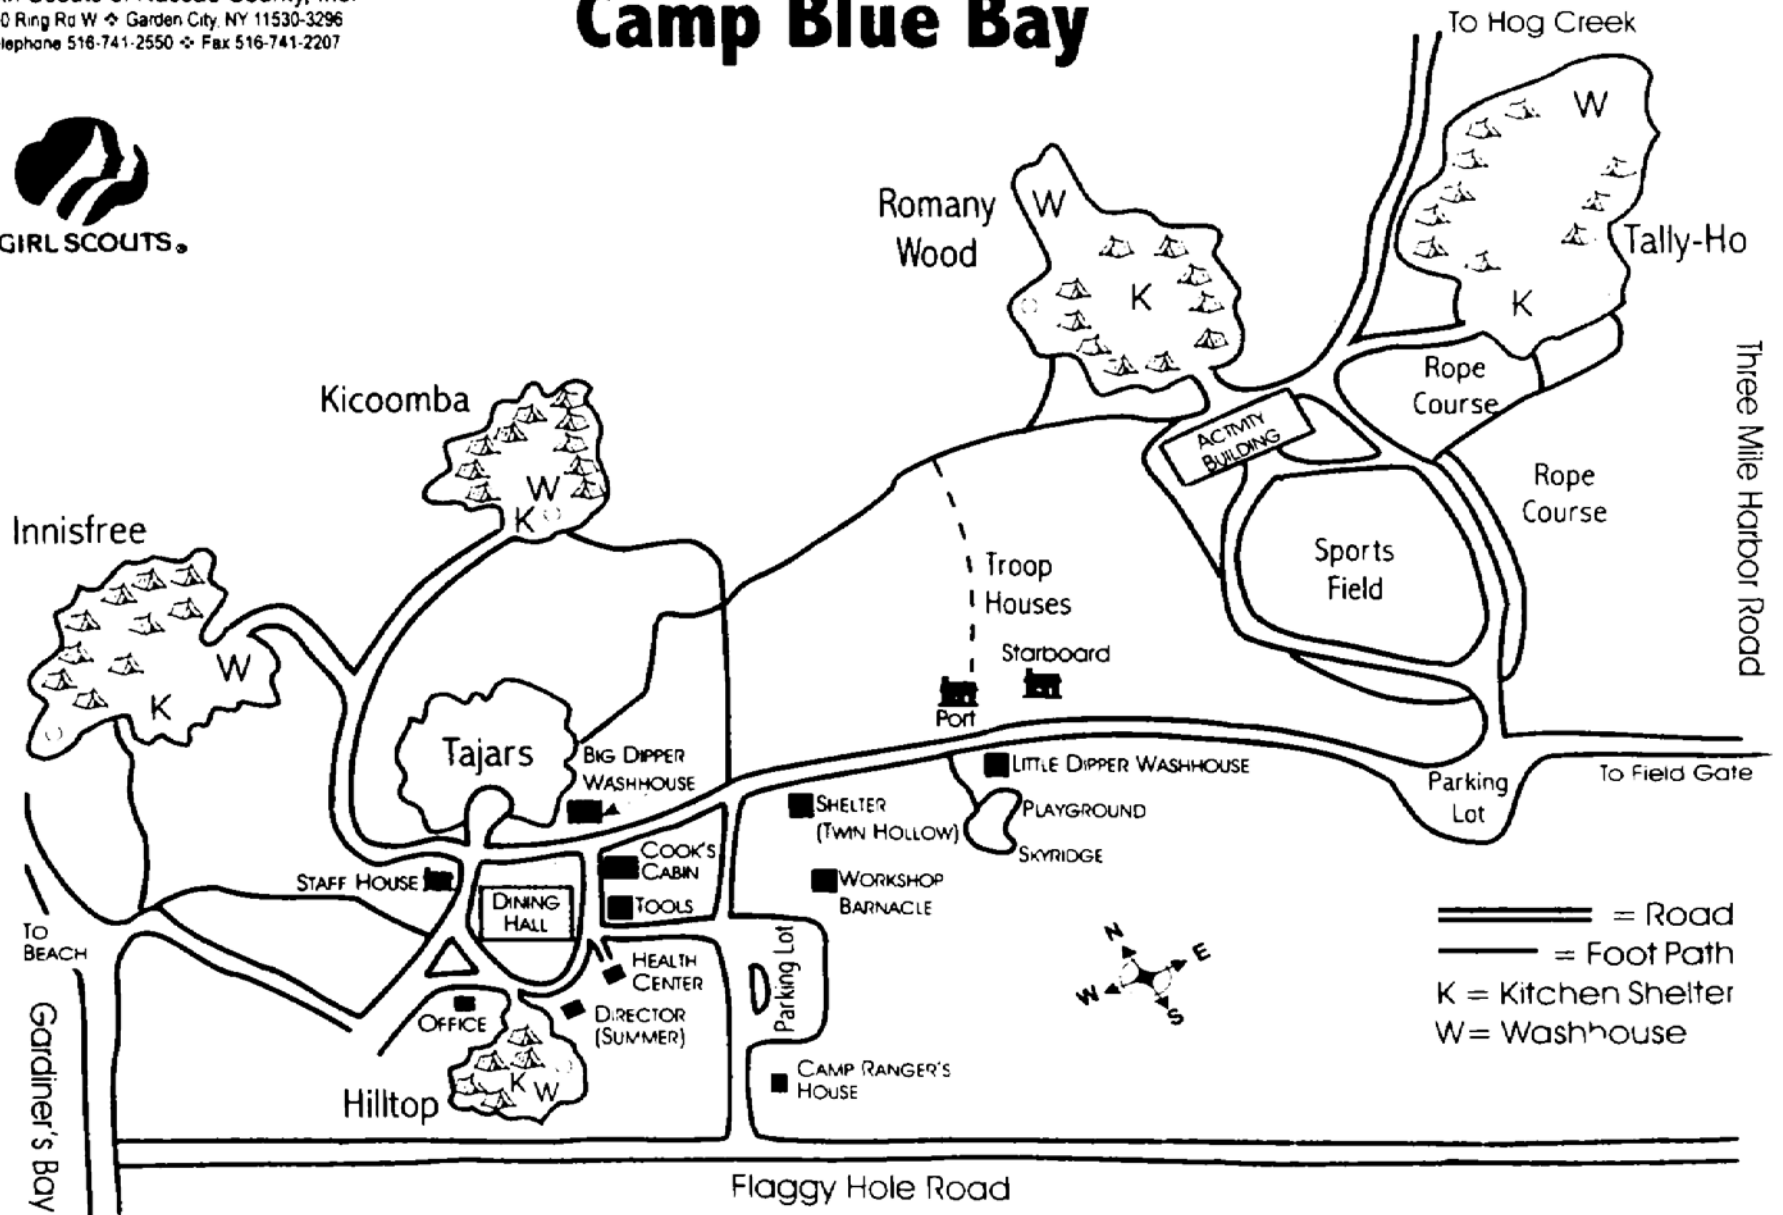 Camp Blue Bay
0 Ring Rd W ❖ Garden City, NY 11530-3296
lephone 516-741-2550 ❖ Fax 516-741-2207
GIRL SCOUTS®
To Hog Creek
W
Tally-Ho
K
Romany
Wood
W
K
Rope
Course
Rope
Course
Three Mile Harbor Road
ACTIVITY
BUILDING
Sports
Field
Kicoomba
W
K
Innisfree
W
K
Troop
Houses
Starboard
Port
Tajars
BIG DIPPER
WASHHOUSE
LITTLE DIPPER WASHHOUSE
PLAYGROUND
SKYRIDGE
SHELTER
(TWIN HOLLOW)
WORKSHOP
BARNACLE
Parking
Lot
To Field Gate
STAFF HOUSE
DINING
HALL
COOK'S
CABIN
TOOLS
HEALTH
CENTER
DIRECTOR
(SUMMER)
OFFICE
Parking Lot
TO
BEACH
Gardiner's Bay
Hilltop
K W
CAMP RANGER'S
HOUSE
N
E
W
S
= Road
= Foot Path
K = Kitchen Shelter
W= Washhouse
Flaggy Hole Road